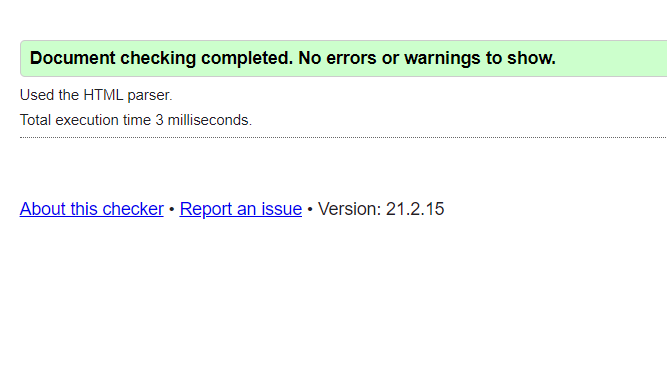 Document checking completed. No errors or warnings to show.
Used the HTML parser.
Total execution time 3 milliseconds.
About this checker • Report an issue • Version: 21.2.15